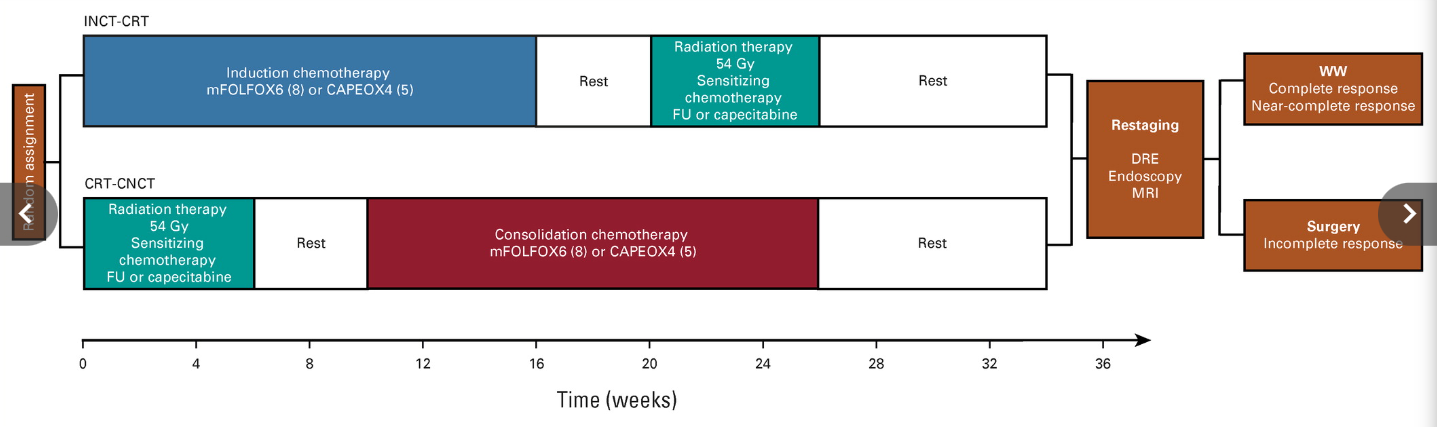 INCT-CRT
Random assignment
Induction chemotherapy
mFOLFOX6 (8) or CAPEOX4 (5)
Rest
Radiation therapy
54 Gy
Sensitizing
chemotherapy
FU or capecitabine
Rest
CRT-CNCT
Radiation therapy
54 Gy
Sensitizing
chemotherapy
FU or capecitabine
Rest
Consolidation chemotherapy
mFOLFOX6 (8) or CAPEOX4 (5)
Rest
Restaging
DRE
Endoscopy
MRI
WW
Complete response
Near-complete response
Surgery
Incomplete response
0 4 8 12 16 20 24 28 32 36
Time (weeks)